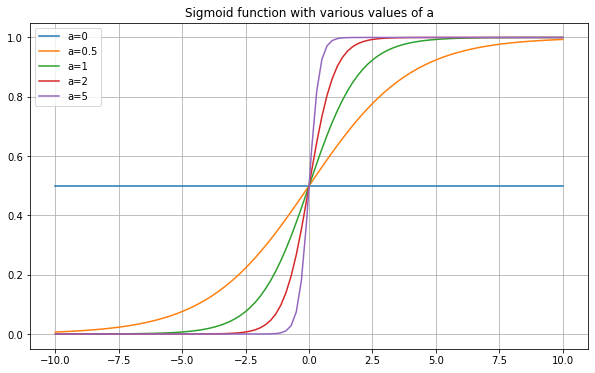 Sigmoid function with various values of a
a=0
a=0.5
a=1
a=2
a=5
1.0
0.8
0.6
0.4
0.2
0.0
−10.0 −7.5 −5.0 −2.5 0.0 2.5 5.0 7.5 10.0